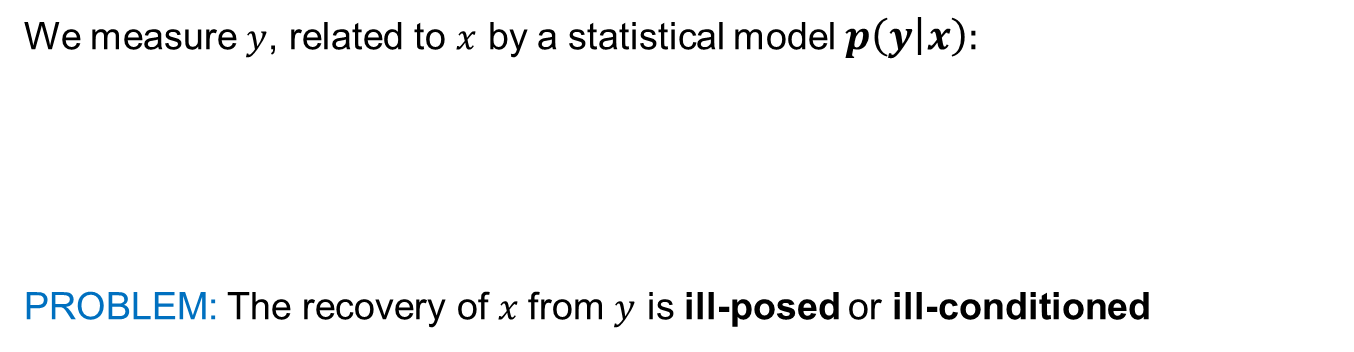 We measure y, related to x by a statistical model p(y|x):
PROBLEM: The recovery of x from y is ill-posed or ill-conditioned